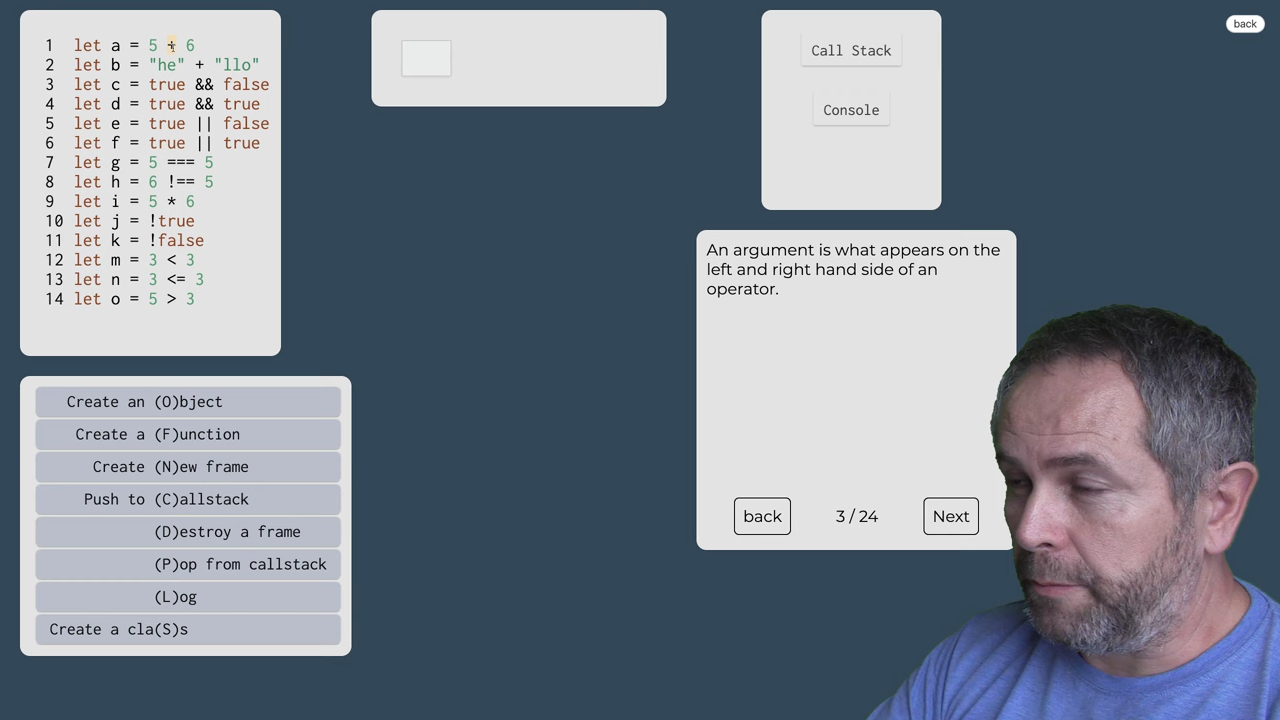 1 let a = 5 + 6
2 let b = "he" + "llo"
3 let c = true && false
4 let d = true && true
5 let e = true || false
6 let f = true || true
7 let g = 5 === 5
8 let h = 6 !== 5
9 let i = 5 * 6
10 let j = !true
11 let k = !false
12 let m = 3 < 3
13 let n = 3 <= 3
14 let o = 5 > 3
Create an (O)bject
Create a (F)unction
Create (N)ew frame
Push to (C)allstack
(D)estroy a frame
(P)op from callstack
(L)og
Create a cla(S)s
Call Stack
Console
back
An argument is what appears on the
left and right hand side of an
operator.
back 3 / 24 Next